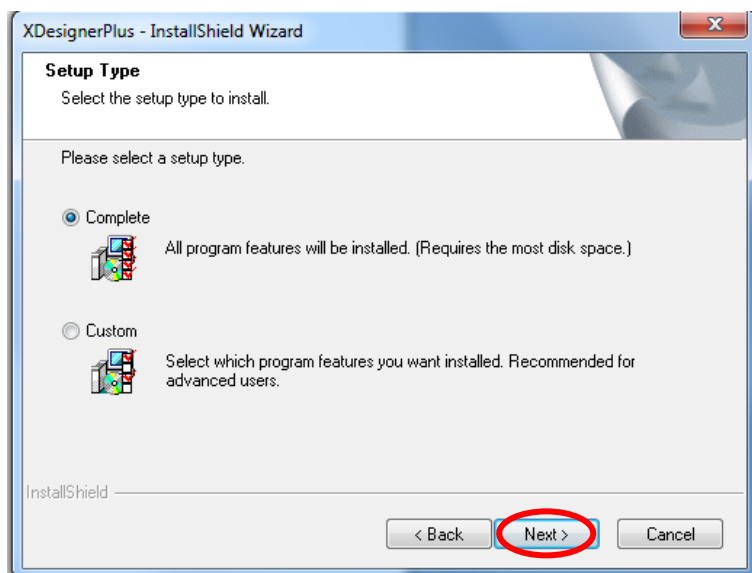 XDesignerPlus - InstallShield Wizard
Setup Type
Select the setup type to install.
Please select a setup type.
Complete
All program features will be installed. (Requires the most disk space.)
Custom
Select which program features you want installed. Recommended for
advanced users.
InstallShield
< Back
Next >
Cancel